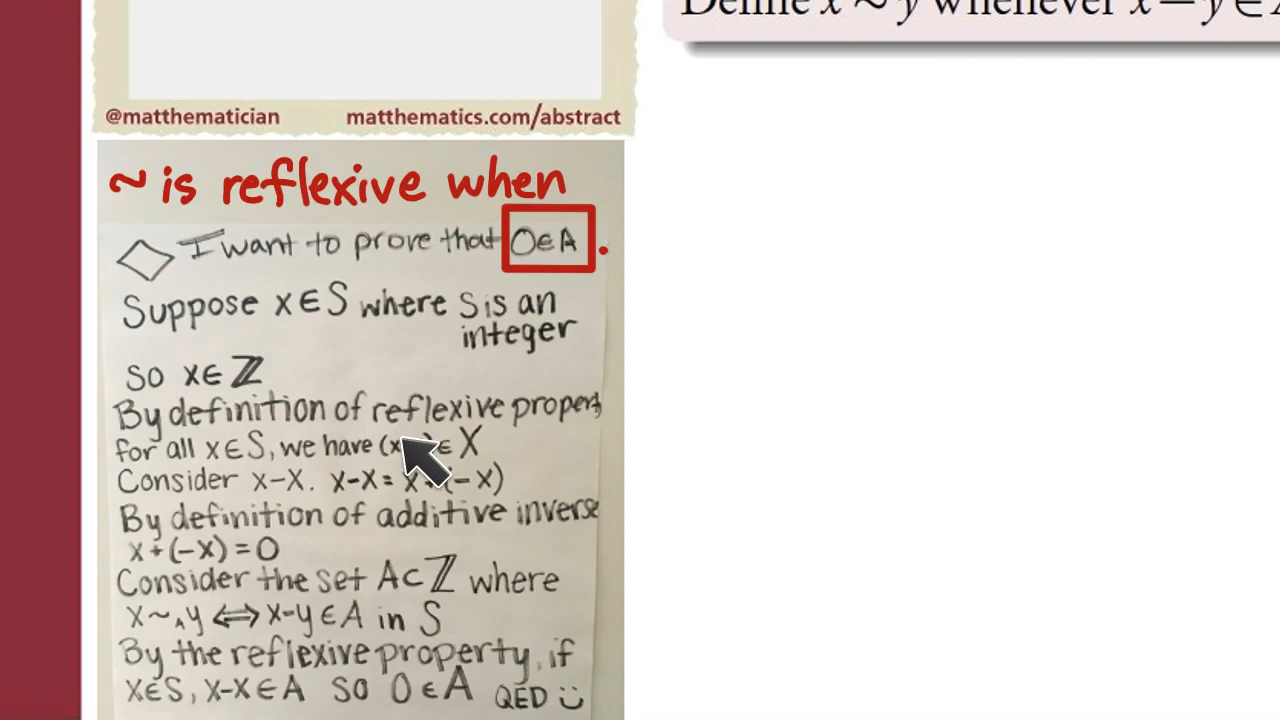 Define x ~ y whenever x − y ∈
@matthematician matthematics.com/abstract
~ is reflexive when
I want to prove that 0∈A.
Suppose x∈S where S is an
integer
So x∈ℤ
By definition of reflexive property
for all x∈S, we have (x )∈ X
Consider x-x. x-x= x+(-x)
By definition of additive inverse
x+(-x)=0
Consider the set A⊂ℤ where
x~ₐy ⟺ x-y∈A in S
By the reflexive property, if
x∈S, x-x∈A so 0∈A QED